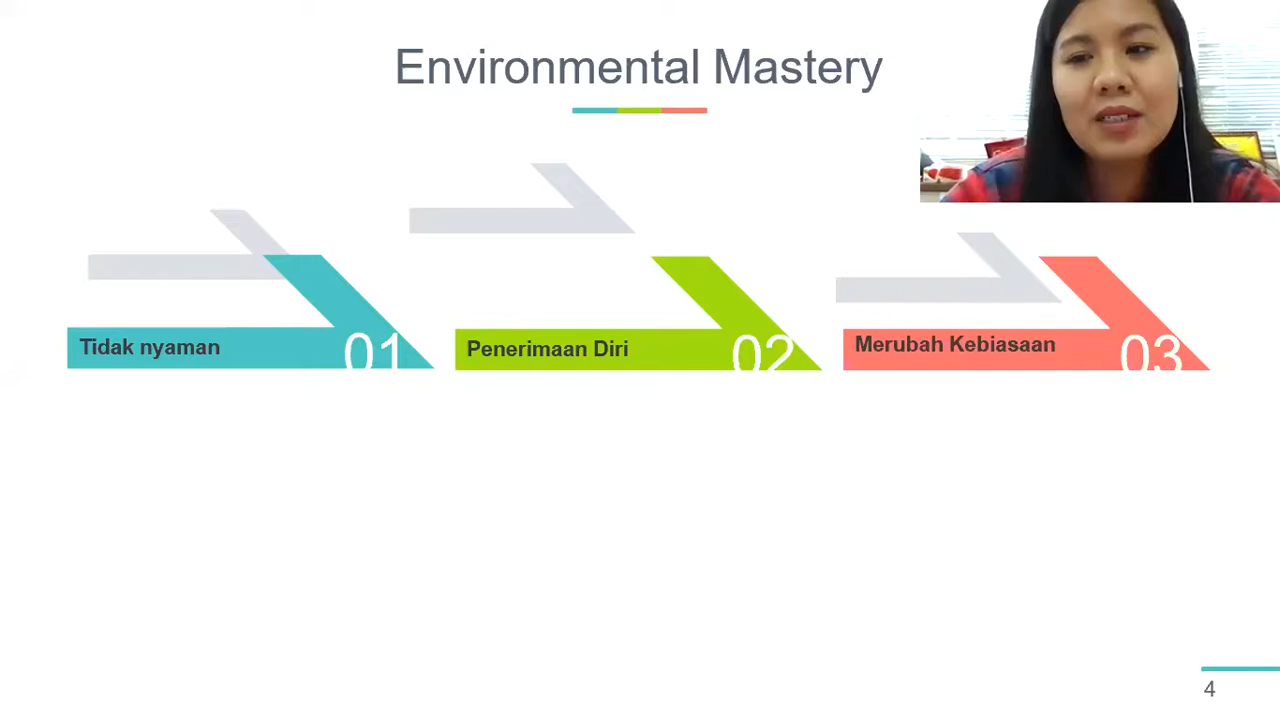 Environmental Mastery
Tidak nyaman
01
Penerimaan Diri
02
Merubah Kebiasaan
03
4